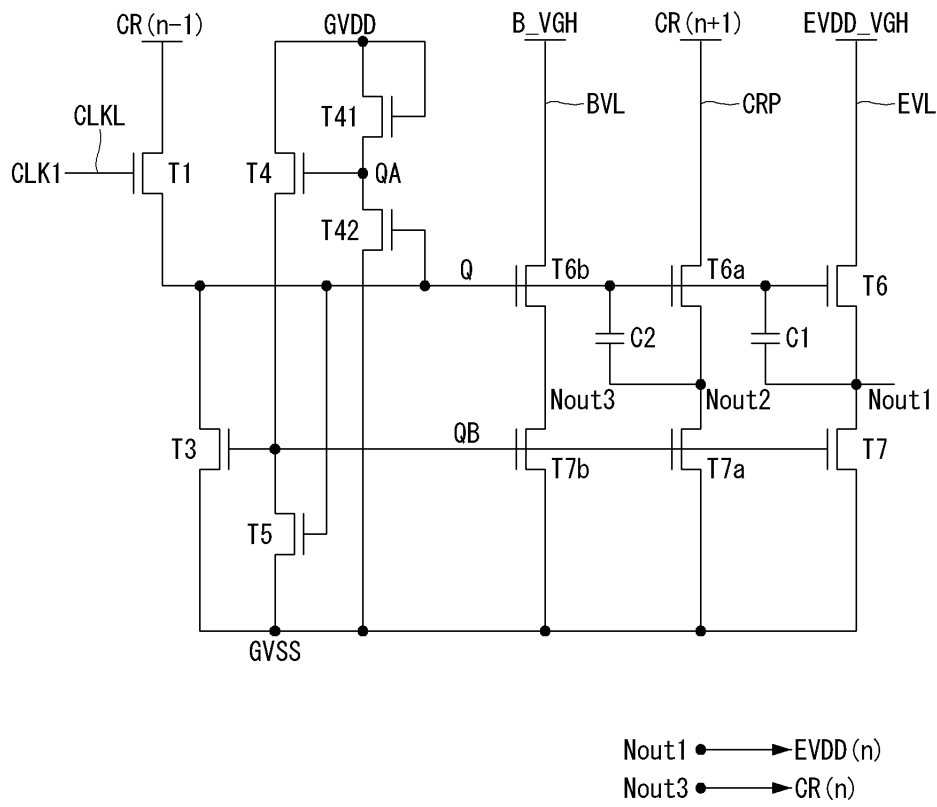 CR(n-1)
GVDD
B_VGH
CR(n+1)
EVDD_VGH
CLKL
T41
BVL
CRP
EVL
CLK1
T1
T4
QA
T42
Q
T6b
T6a
T6
C2
C1
Nout3
Nout2
Nout1
T3
QB
T7b
T7a
T7
T5
GVSS
Nout1 EVDD(n)
Nout3 CR(n)